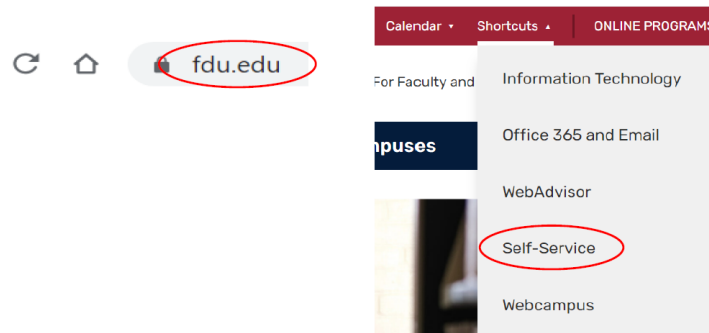 fdu.edu
Calendar Shortcuts ONLINE PROGRAMS
For Faculty and
Information Technology
Office 365 and Email
WebAdvisor
Self-Service
Webcampus